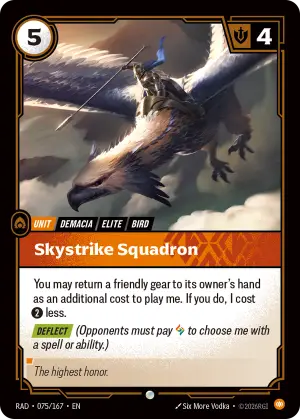 5
4
UNIT DEMACIA ELITE BIRD
Skystrike Squadron
You may return a friendly gear to its owner's hand
as an additional cost to play me. If you do, I cost
2 less.
DEFLECT (Opponents must pay to choose me with
a spell or ability.)
The highest honor.
RAD • 075/167 • EN
Six More Vodka
©2026RGI